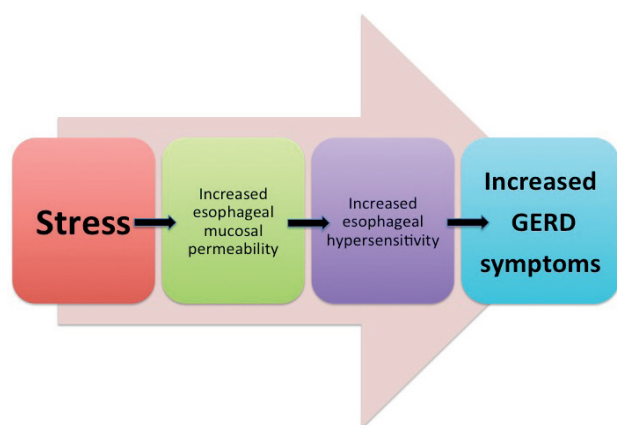 Stress
Increased
esophageal
mucosal
permeability
Increased
esophageal
hypersensitivity
Increased
GERD
symptoms